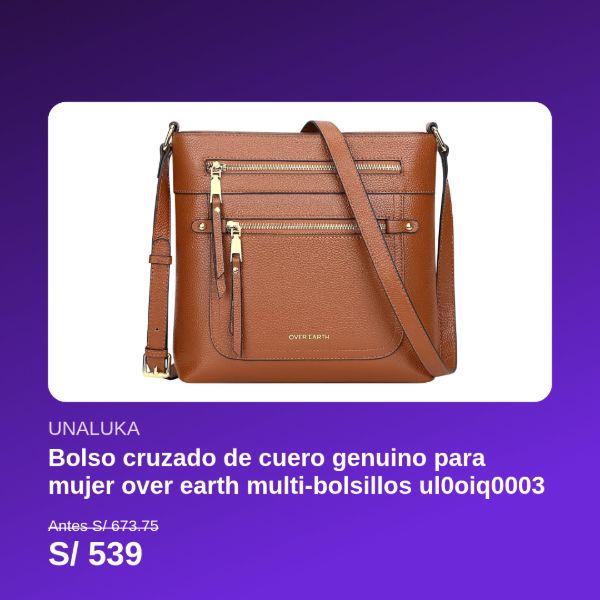 OVER EARTH
UNALUKA
Bolso cruzado de cuero genuino para
mujer over earth multi-bolsillos ul0oiq0003
Antes S/ 673.75
S/ 539